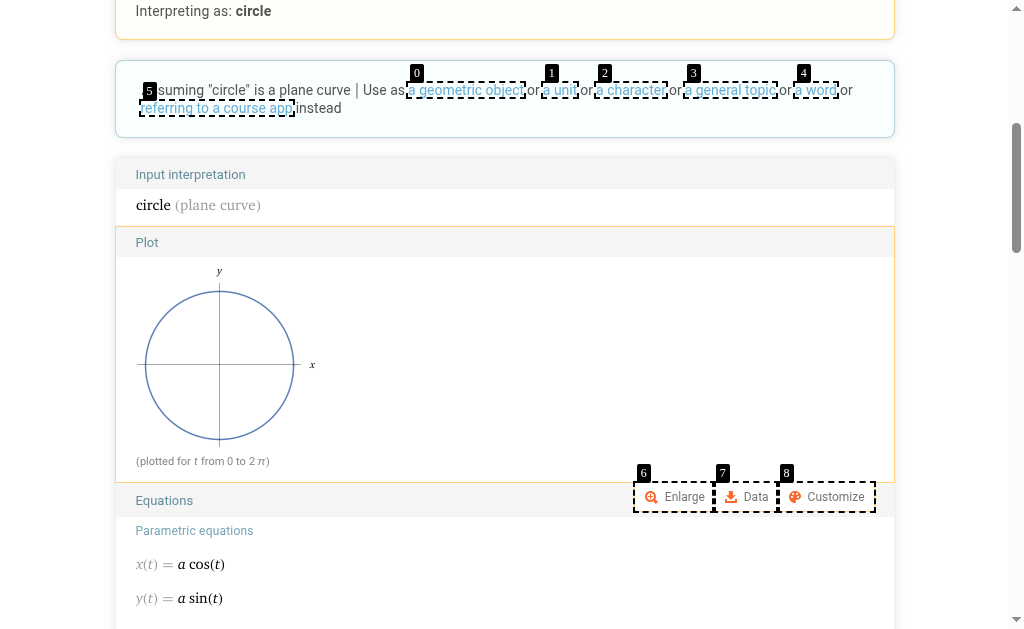 Interpreting as: circle
0 1 2 3 4
5 suming "circle" is a plane curve | Use as a geometric object or a unit or a character or a general topic or a word or
referring to a course app instead
Input interpretation
circle (plane curve)
Plot
y
x
(plotted for t from 0 to 2 π)
6 7 8
Enlarge Data Customize
Equations
Parametric equations
x(t) = a cos(t)
y(t) = a sin(t)